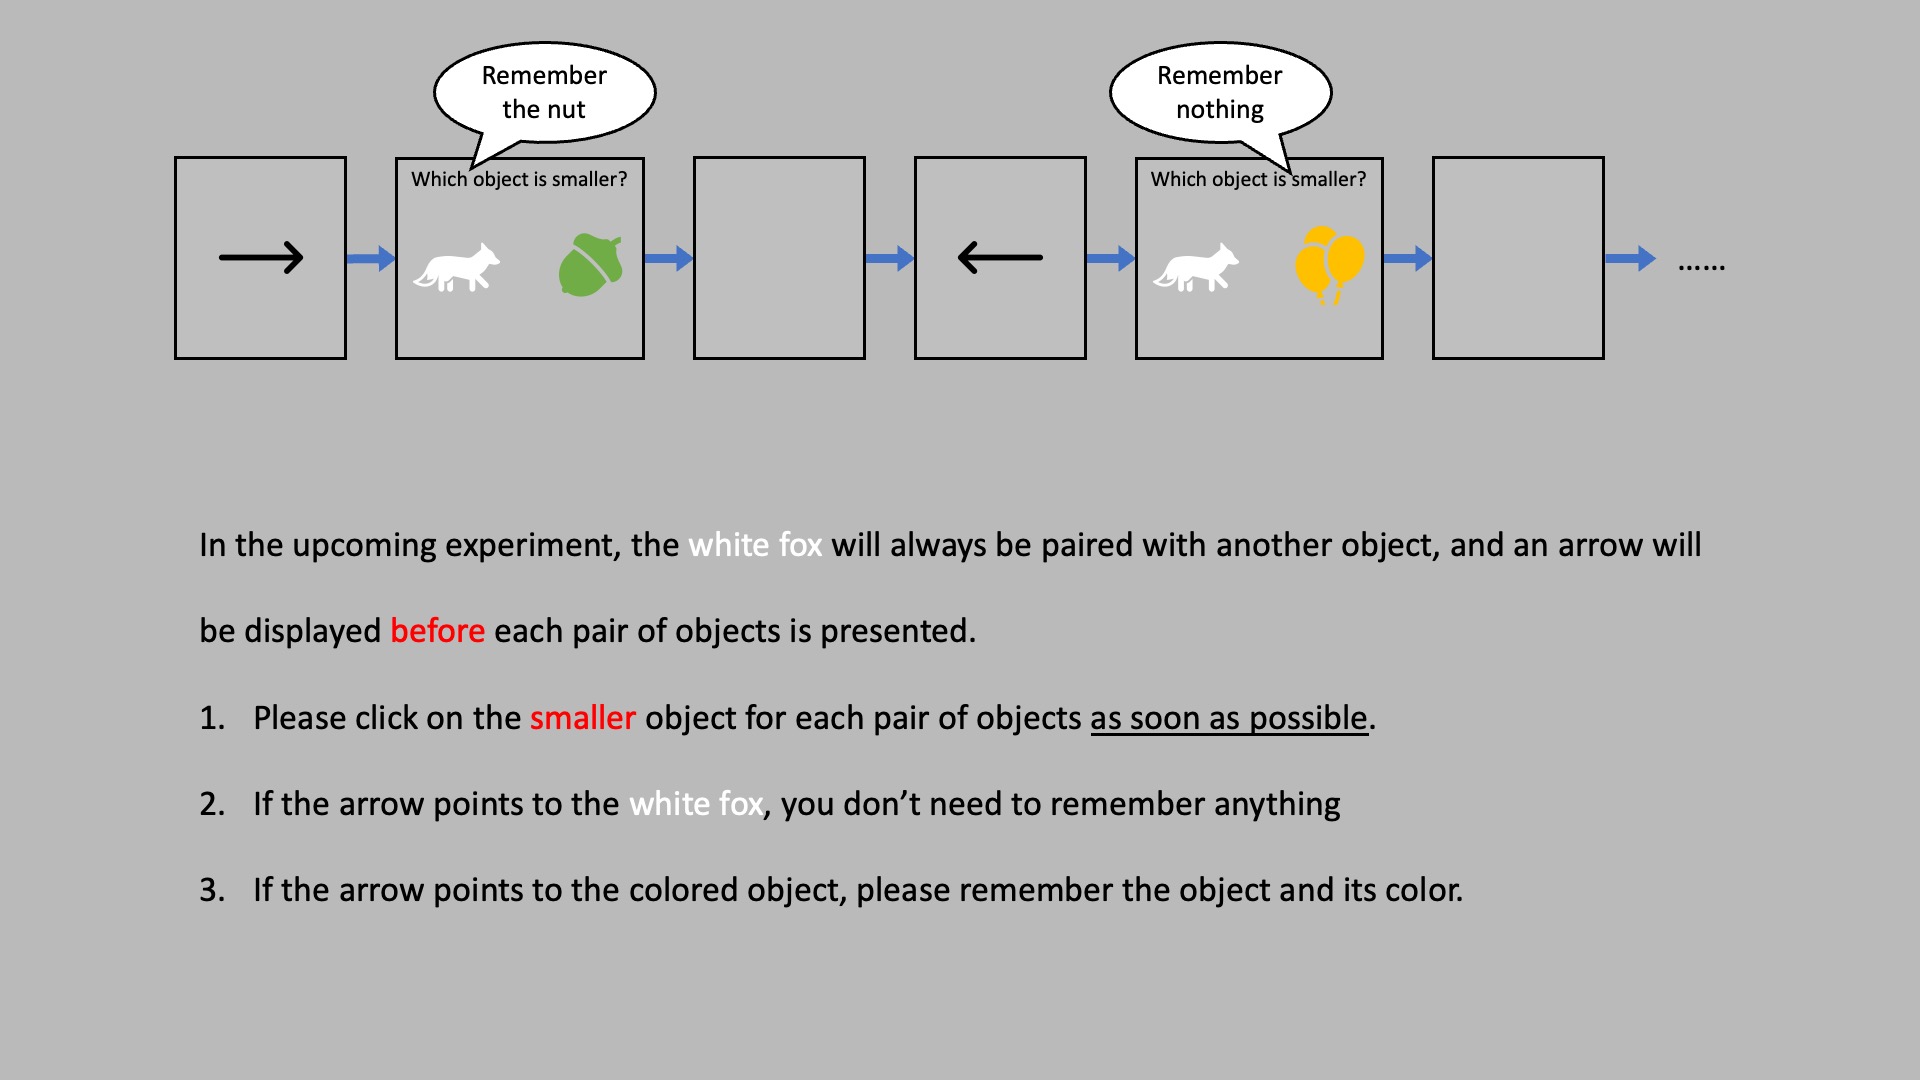 Remember
the nut
Remember
nothing
Which object is smaller?
Which object is smaller?
......
In the upcoming experiment, the white fox will always be paired with another object, and an arrow will
be displayed before each pair of objects is presented.
1. Please click on the smaller object for each pair of objects as soon as possible.
2. If the arrow points to the white fox, you don’t need to remember anything
3. If the arrow points to the colored object, please remember the object and its color.